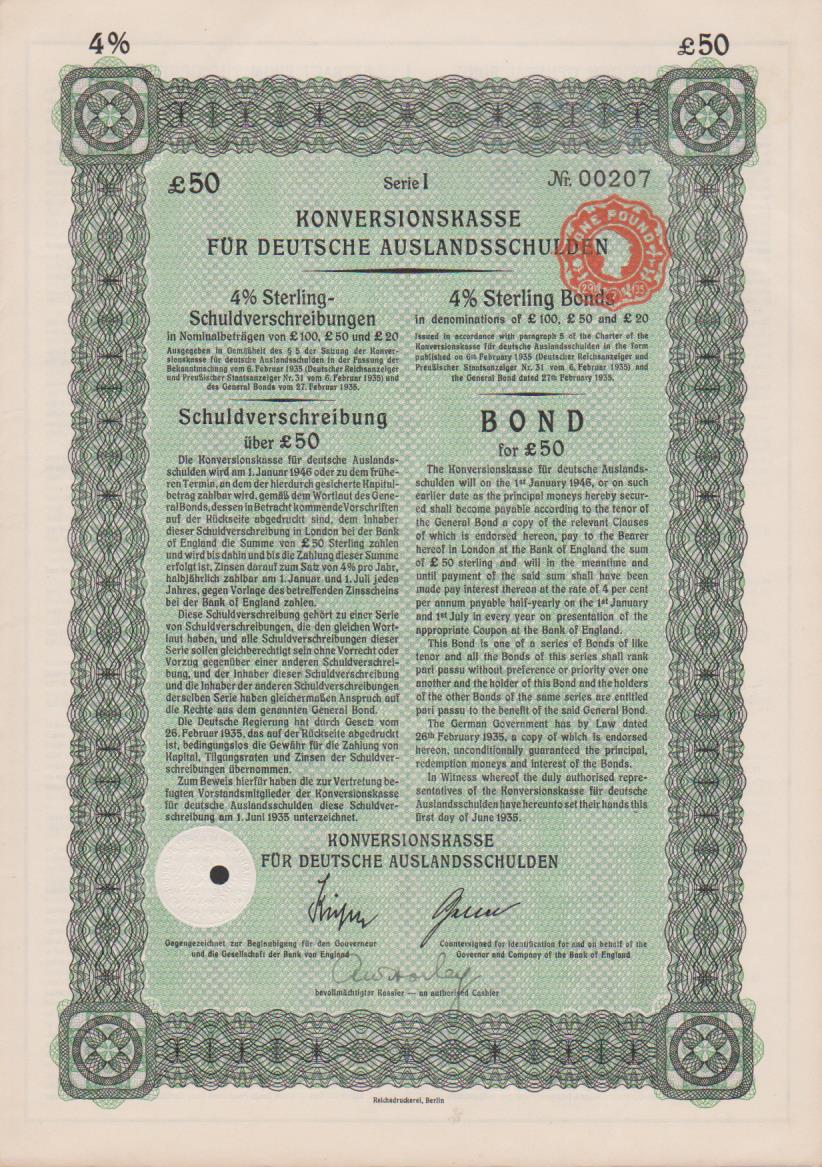 4%
£50
£50
Serie I
Nr. 00207
KONVERSIONSKASSE
FÜR DEUTSCHE AUSLANDSSCHULDEN
ONE POUND
4% Sterling-
Schuldverschreibungen
in Nominalbeträgen von £100, £50 und £20
Ausgegeben in Gemäßheit des § 5 der Satzung der Konver-
sionskasse für deutsche Auslandsschulden in der Fassung der
Bekanntmachung vom 6. Februar 1935 (Deutscher Reichsanzeiger
und Preußischer Staatsanzeiger Nr. 31 vom 6. Februar 1935) und
des General Bonds vom 27. Februar 1935.
Schuldverschreibung
über £50
Die Konversionskasse für deutsche Auslands-
schulden wird am 1. Januar 1946 oder zu dem frühe-
ren Termin, an dem der hierdurch gesicherte Kapital-
betrag zahlbar wird, gemäß dem Wortlaut des Gene-
ral Bonds, dessen in Betracht kommende Vorschriften
auf der Rückseite abgedruckt sind, dem Inhaber
dieser Schuldverschreibung in London bei der Bank
of England die Summe von £50 Sterling zahlen
und wird bis dahin und bis die Zahlung dieser Summe
erfolgt ist, Zinsen darauf zum Satz von 4% pro Jahr,
halbjährlich zahlbar am 1. Januar und 1. Juli jeden
Jahres, gegen Vorlage des betreffenden Zinsscheins
bei der Bank of England zahlen.
Diese Schuldverschreibung gehört zu einer Serie
von Schuldverschreibungen, die den gleichen Wort-
laut haben, und alle Schuldverschreibungen dieser
Serie sollen gleichberechtigt sein ohne Vorrecht oder
Vorzug gegenüber einer anderen Schuldverschrei-
bung, und der Inhaber dieser Schuldverschreibung
und die Inhaber der anderen Schuldverschreibungen
derselben Serie haben gleichermaßen Anspruch auf
die Rechte aus dem genannten General Bond.
Die Deutsche Regierung hat durch Gesetz vom
26. Februar 1935, das auf der Rückseite abgedruckt
ist, bedingungslos die Gewähr für die Zahlung von
Kapital, Tilgungsraten und Zinsen der Schuldver-
schreibungen übernommen.
Zum Beweis hierfür haben die zur Vertretung be-
fugten Vorstandsmitglieder der Konversionskasse
für deutsche Auslandsschulden diese Schuldver-
schreibung am 1. Juni 1935 unterzeichnet.
4% Sterling Bonds
in denominations of £100, £50 and £20
Issued in accordance with paragraph 5 of the Charter of the
Konversionskasse für deutsche Auslandsschulden in the form
published on 6th February 1935 (Deutscher Reichsanzeiger und
Preußischer Staatsanzeiger Nr. 31 vom 6. Februar 1935) and
the General Bond dated 27th February 1935.
BOND
for £50
The Konversionskasse für deutsche Auslands-
schulden will on the 1st January 1946, or on such
earlier date as the principal moneys hereby secur-
ed shall become payable according to the tenor of
the General Bond a copy of the relevant Clauses
of which is endorsed hereon, pay to the Bearer
hereof in London at the Bank of England the sum
of £50 sterling and will in the meantime and
until payment of the said sum shall have been
made pay interest thereon at the rate of 4 per cent
per annum payable half-yearly on the 1st January
and 1st July in every year on presentation of the
appropriate Coupon at the Bank of England.
This Bond is one of a series of Bonds of like
tenor and all the Bonds of this series shall rank
pari passu without preference or priority over one
another and the holder of this Bond and the holders
of the other Bonds of the same series are entitled
pari passu to the benefit of the said General Bond.
The German Government has by Law dated
26th February 1935, a copy of which is endorsed
hereon, unconditionally guaranteed the principal,
redemption moneys and interest of the Bonds.
In Witness whereof the duly authorised repre-
sentatives of the Konversionskasse für deutsche
Auslandsschulden have hereunto set their hands this
first day of June 1935.
KONVERSIONSKASSE
FÜR DEUTSCHE AUSLANDSSCHULDEN
Gegengezeichnet zur Beglaubigung für den Gouverneur
und die Gesellschaft der Bank von England
Countersigned for identification for and on behalf of the
Governor and Company of the Bank of England
bevollmächtigter Kassier — an authorised Cashier
Reichsdruckerei, Berlin